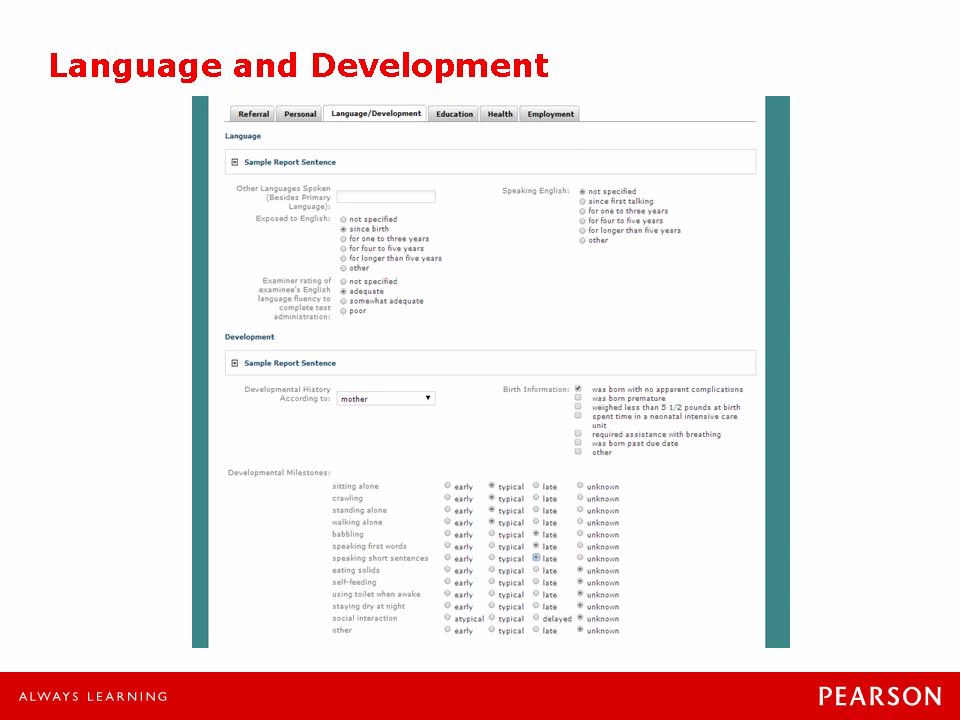 Language and Development
Referral Personal Language/Development Education Health Employment
Language
Sample Report Sentence
Other Languages Spoken
(Besides Primary
Language):
Exposed to English:
not specified
since birth
for one to three years
for four to five years
for longer than five years
other
Speaking English:
not specified
since first talking
for one to three years
for four to five years
for longer than five years
other
Examiner rating of
examinee's English
language fluency to
complete test
administration:
not specified
adequate
somewhat adequate
poor
Development
Sample Report Sentence
Developmental History
According to:
mother
Birth Information:
was born with no apparent complications
was born premature
weighed less than 5 1/2 pounds at birth
spent time in a neonatal intensive care
unit
required assistance with breathing
was born past due date
other
Developmental Milestones:
sitting alone early typical late unknown
crawling early typical late unknown
standing alone early typical late unknown
walking alone early typical late unknown
babbling early typical late unknown
speaking first words early typical late unknown
speaking short sentences early typical late unknown
eating solids early typical late unknown
self-feeding early typical late unknown
using toilet when awake early typical late unknown
staying dry at night early typical late unknown
social interaction atypical typical delayed unknown
other early typical late unknown
ALWAYS LEARNING
PEARSON